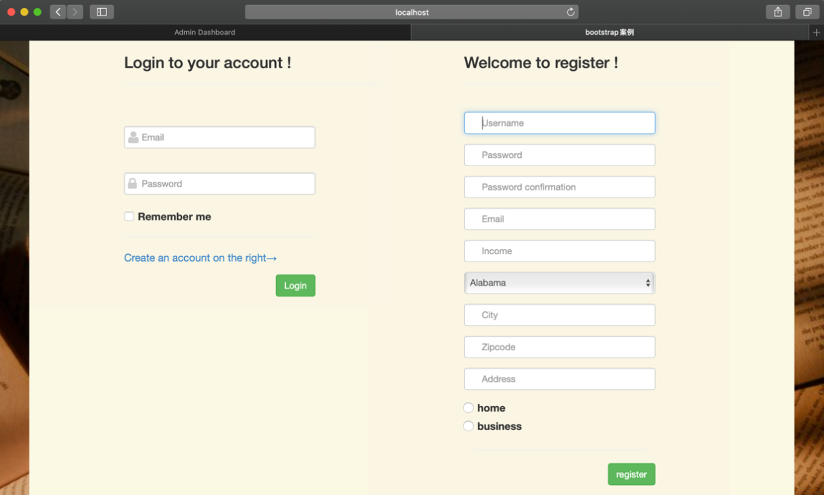 localhost
Admin Dashboard
bootstrap案例
Login to your account !
Email
Password
Remember me
Create an account on the right→
Login
Welcome to register !
Username
Password
Password confirmation
Email
Income
Alabama
City
Zipcode
Address
home
business
register